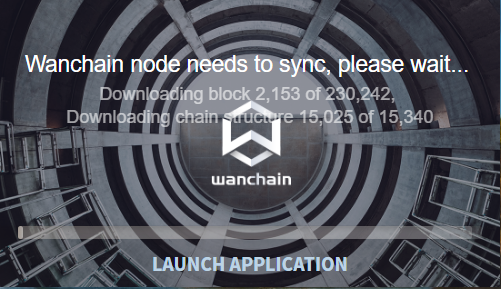 Wanchain node needs to sync, please wait...
Downloading block 2,153 of 230,242,
Downloading chain structure 15,025 of 15,340
wanchain
LAUNCH APPLICATION